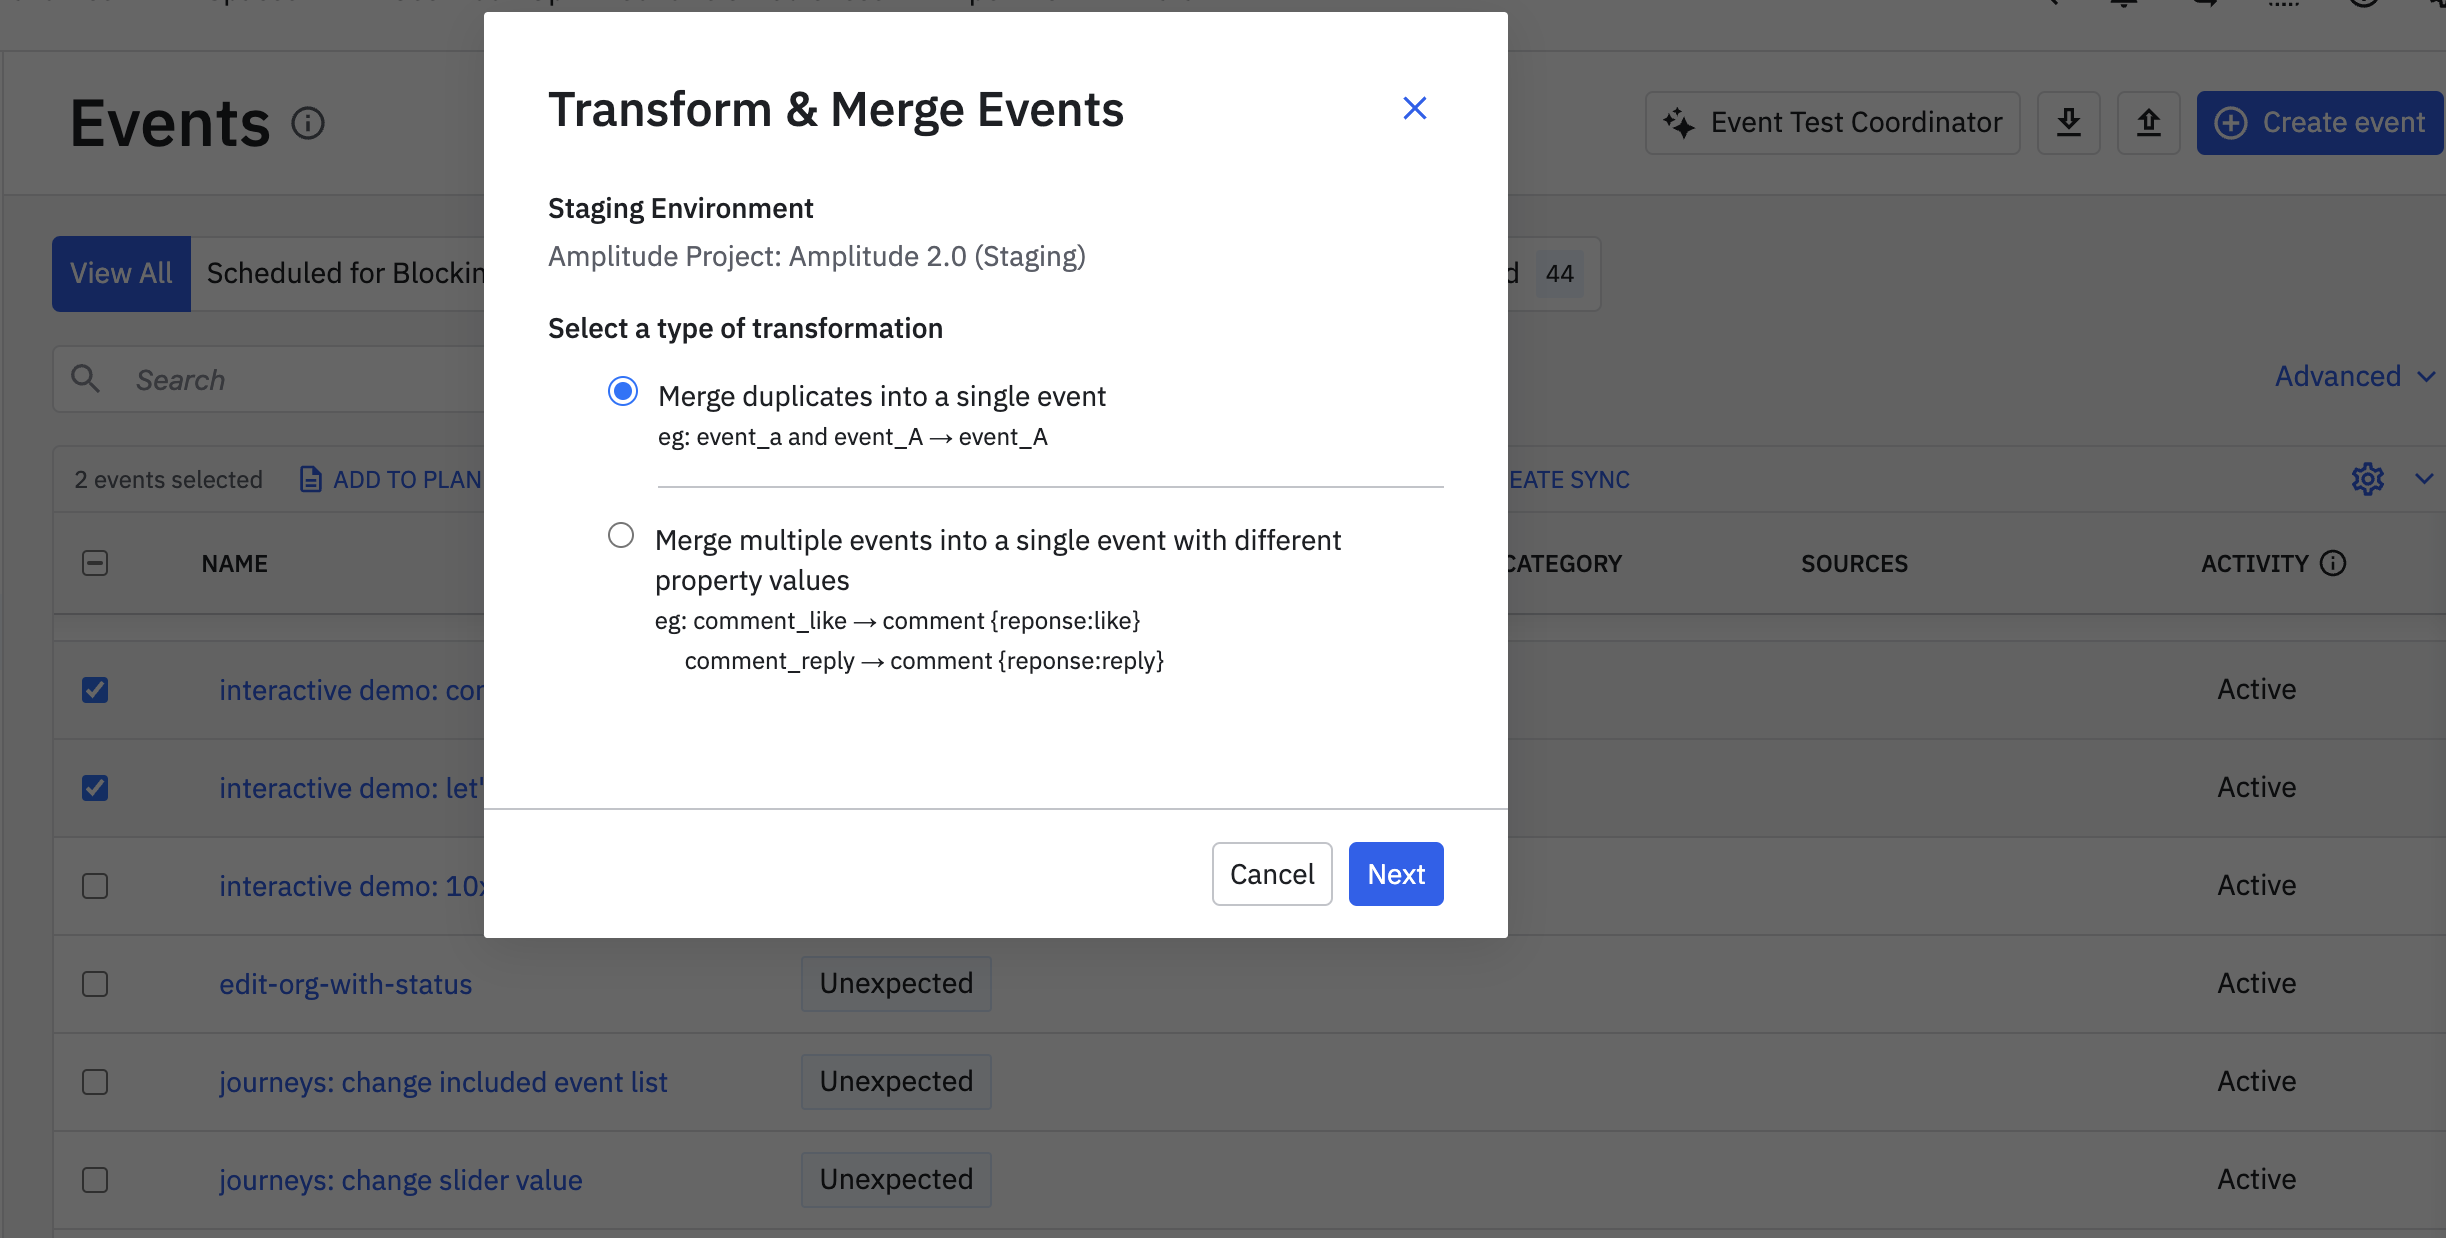 Transform & Merge Events
Staging Environment
Amplitude Project: Amplitude 2.0 (Staging)
Select a type of transformation
Merge duplicates into a single event
eg: event_a and event_A → event_A
Merge multiple events into a single event with different
property values
eg: comment_like → comment {reponse:like}
comment_reply → comment {reponse:reply}
Cancel Next
Events
Event Test Coordinator
Create event
View All Scheduled for 44
Search
Advanced
2 events selected ADD TO PLAN SYNC
NAME CATEGORY SOURCES ACTIVITY
interactive demo: Active
interactive demo: Active
interactive demo: Active
edit-org-with-status Unexpected Active
journeys: change included event list Unexpected Active
journeys: change slider value Unexpected Active